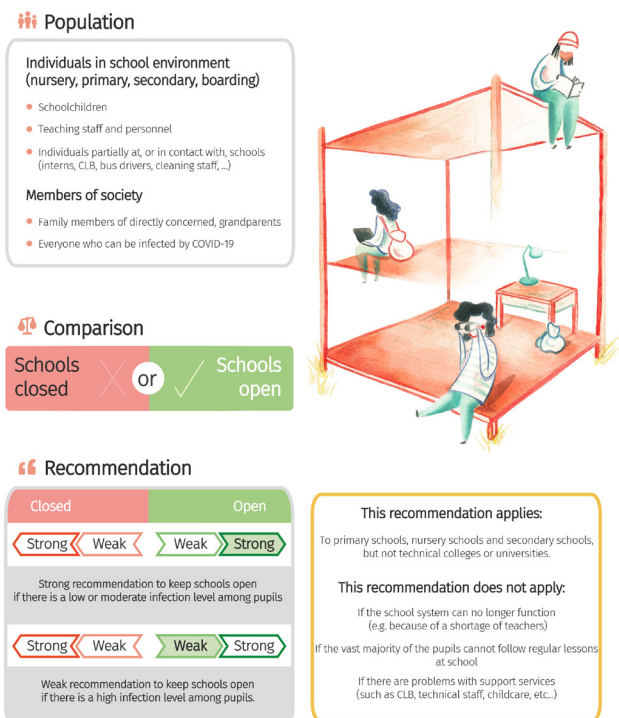 Population
Individuals in school environment
(nursery, primary, secondary, boarding)
Schoolchildren
Teaching staff and personnel
Individuals partially at, or in contact with, schools
(interns, CLB, bus drivers, cleaning staff, ...)
Members of society
Family members of directly concerned, grandparents
Everyone who can be infected by COVID-19
Comparison
Schools
closed
or
Schools
open
Recommendation
Closed
Open
Strong
Weak
Weak
Strong
Strong recommendation to keep schools open
if there is a low or moderate infection level among pupils
Strong
Weak
Weak
Strong
Weak recommendation to keep schools open
if there is a high infection level among pupils.
This recommendation applies:
To primary schools, nursery schools and secondary schools,
but not technical colleges or universities.
This recommendation does not apply:
If the school system can no longer function
(e.g. because of a shortage of teachers)
If the vast majority of the pupils cannot follow regular lessons
at school
If there are problems with support services
(such as CLB, technical staff, childcare, etc...)